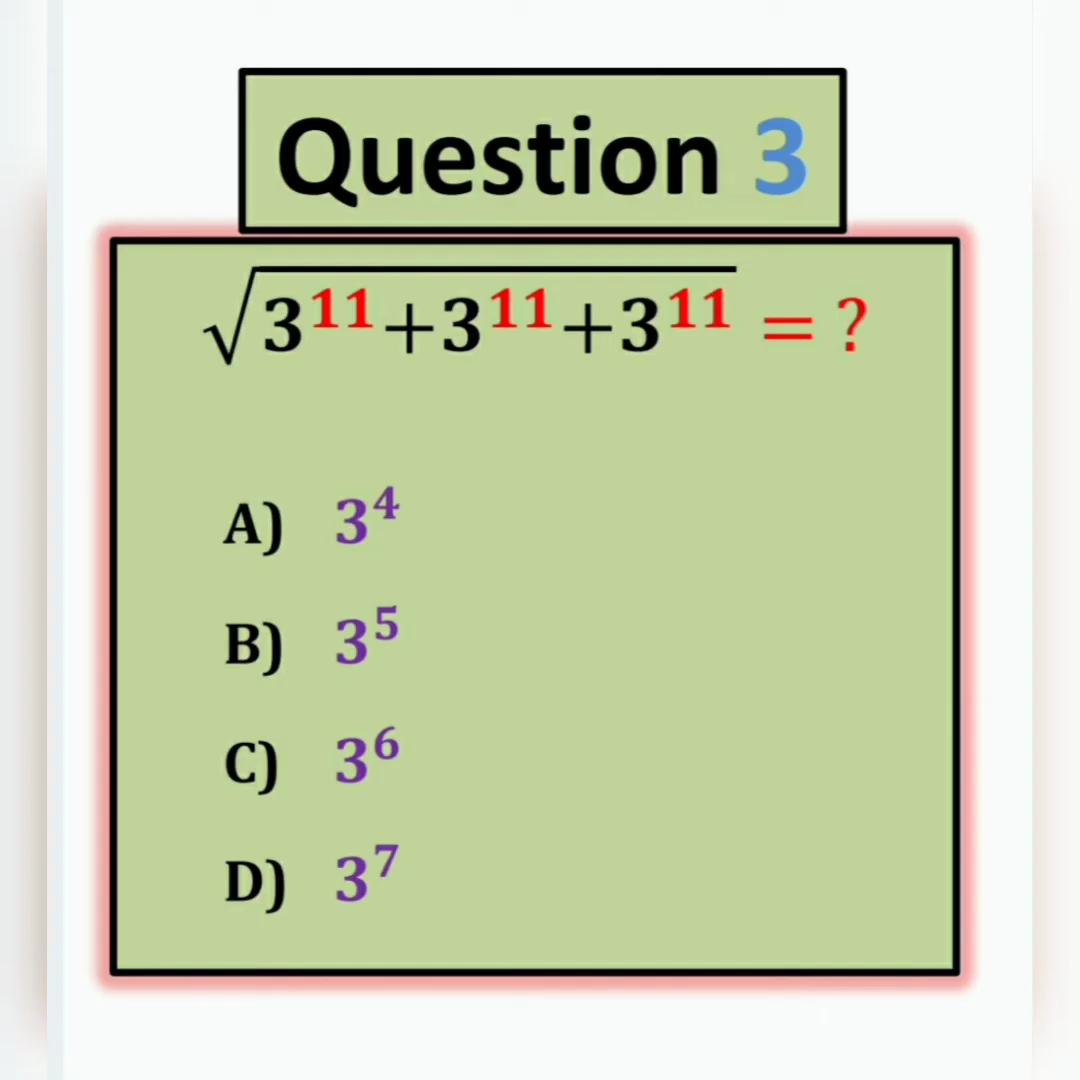 Question 3
√3¹¹+3¹¹+3¹¹ = ?
A) 3⁴
B) 3⁵
C) 3⁶
D) 3⁷